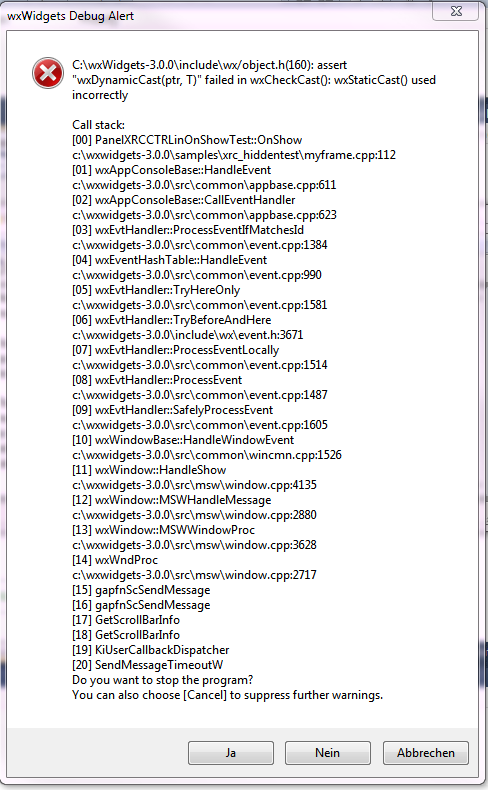 wxWidgets Debug Alert
C:\wxWidgets-3.0.0\include\wx/object.h(160): assert
"wxDynamicCast(ptr, T)" failed in wxCheckCast(): wxStaticCast() used
incorrectly
Call stack:
[00] PanelXRCCTRLinOnShowTest::OnShow
c:\wxwidgets-3.0.0\samples\xrc_hiddentest\myframe.cpp:112
[01] wxAppConsoleBase::HandleEvent
c:\wxwidgets-3.0.0\src\common\appbase.cpp:611
[02] wxAppConsoleBase::CallEventHandler
c:\wxwidgets-3.0.0\src\common\appbase.cpp:623
[03] wxEvtHandler::ProcessEventIfMatchesId
c:\wxwidgets-3.0.0\src\common\event.cpp:1384
[04] wxEventHashTable::HandleEvent
c:\wxwidgets-3.0.0\src\common\event.cpp:990
[05] wxEvtHandler::TryHereOnly
c:\wxwidgets-3.0.0\src\common\event.cpp:1581
[06] wxEvtHandler::TryBeforeAndHere
c:\wxwidgets-3.0.0\include\wx\event.h:3671
[07] wxEvtHandler::ProcessEventLocally
c:\wxwidgets-3.0.0\src\common\event.cpp:1514
[08] wxEvtHandler::ProcessEvent
c:\wxwidgets-3.0.0\src\common\event.cpp:1487
[09] wxEvtHandler::SafelyProcessEvent
c:\wxwidgets-3.0.0\src\common\event.cpp:1605
[10] wxWindowBase::HandleWindowEvent
c:\wxwidgets-3.0.0\src\common\wincmn.cpp:1526
[11] wxWindow::HandleShow
c:\wxwidgets-3.0.0\src\msw\window.cpp:4135
[12] wxWindow::MSWHandleMessage
c:\wxwidgets-3.0.0\src\msw\window.cpp:2880
[13] wxWindow::MSWWindowProc
c:\wxwidgets-3.0.0\src\msw\window.cpp:3628
[14] wxWndProc
c:\wxwidgets-3.0.0\src\msw\window.cpp:2717
[15] gapfnScSendMessage
[16] gapfnScSendMessage
[17] GetScrollBarInfo
[18] GetScrollBarInfo
[19] KiUserCallbackDispatcher
[20] SendMessageTimeoutW
Do you want to stop the program?
You can also choose [Cancel] to suppress further warnings.
Ja Nein Abbrechen